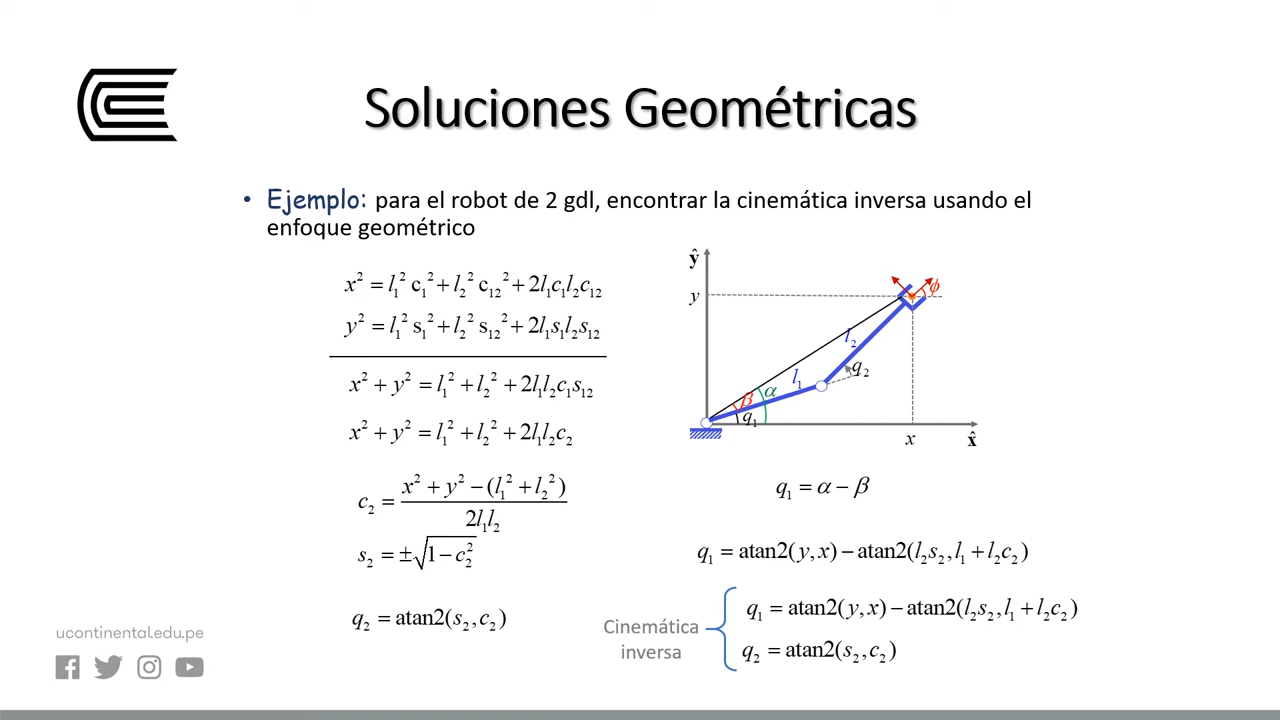 Soluciones Geométricas
• Ejemplo: para el robot de 2 gdl, encontrar la cinemática inversa usando el
enfoque geométrico
x² = l₁² c₁² + l₂² c₁₂² + 2l₁c₁l₂c₁₂
y² = l₁² s₁² + l₂² s₁₂² + 2l₁s₁l₂s₁₂
x² + y² = l₁² + l₂² + 2l₁l₂c₁s₁₂
x² + y² = l₁² + l₂² + 2l₁l₂c₂
c₂ = (x² + y² − (l₁² + l₂²)) / (2l₁l₂)
s₂ = ±√(1 − c₂²)
q₂ = atan2(s₂, c₂)
ŷ
y
ϕ
l₂
q₂
l₁
β
α
q₁
x
x̂
q₁ = α − β
q₁ = atan2(y, x) − atan2(l₂s₂, l₁ + l₂c₂)
Cinemática
inversa
q₁ = atan2(y, x) − atan2(l₂s₂, l₁ + l₂c₂)
q₂ = atan2(s₂, c₂)
ucontinental.edu.pe